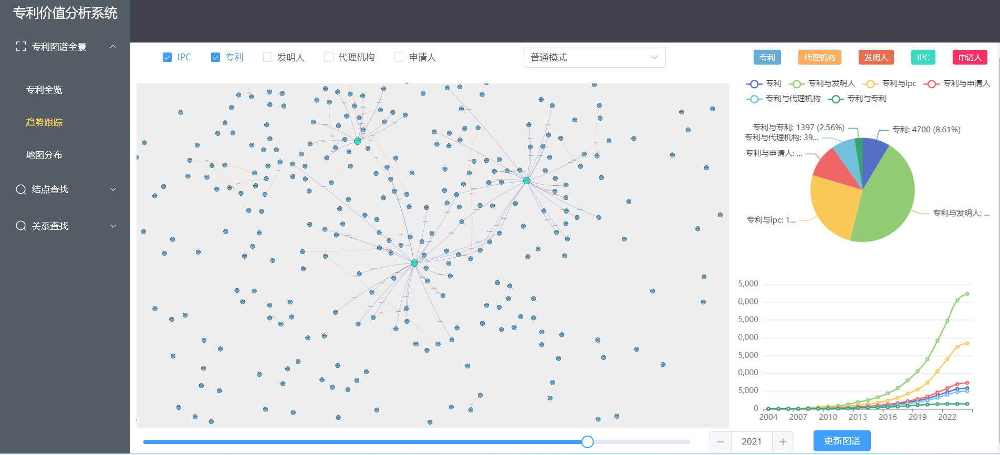 专利价值分析系统
专利图谱全景
专利全览
趋势跟踪
地图分布
结点查找
关系查找
IPC 专利 发明人 代理机构 申请人
普通模式
专利 代理机构 发明人 IPC 申请人
专利 专利与发明人 专利与ipc 专利与申请人
专利与代理机构 专利与专利
专利与专利: 1397 (2.56%)
专利: 4700 (8.61%)
专利与代理机构: 39...
专利与申请人: ...
专利与发明人: ...
专利与ipc: 1...
5,000
0,000
5,000
0,000
5,000
0,000
5,000
0
2004 2007 2010 2013 2016 2019 2022
2021
更新图谱